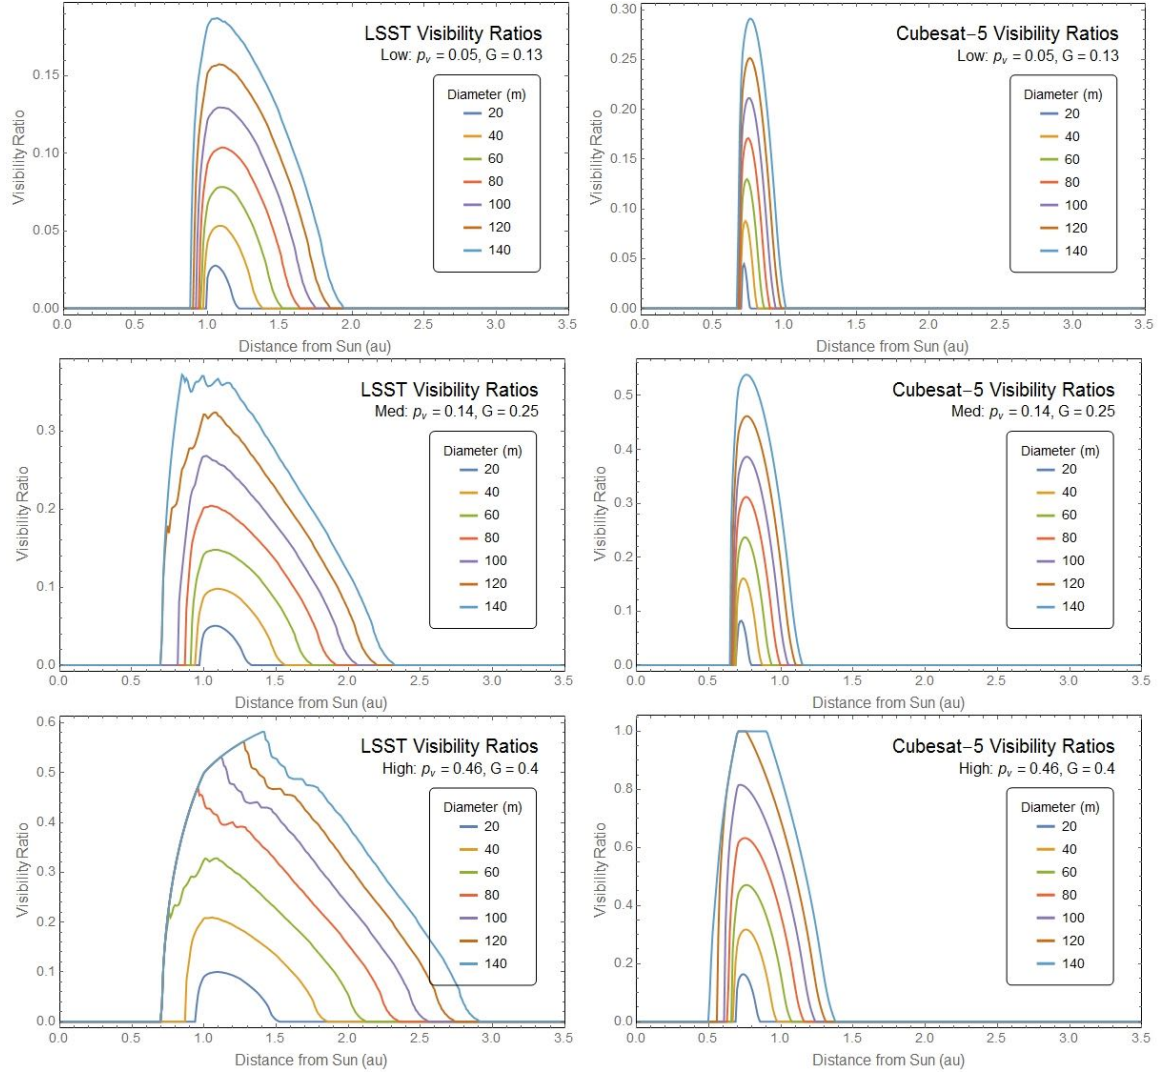 LSST Visibility Ratios
Low: pv = 0.05, G = 0.13
Diameter (m)
20
40
60
80
100
120
140
Visibility Ratio
0.15
0.10
0.05
0.00
0.0 0.5 1.0 1.5 2.0 2.5 3.0 3.5
Distance from Sun (au)
Cubesat-5 Visibility Ratios
Low: pv = 0.05, G = 0.13
Diameter (m)
20
40
60
80
100
120
140
Visibility Ratio
0.30
0.25
0.20
0.15
0.10
0.05
0.00
0.0 0.5 1.0 1.5 2.0 2.5 3.0 3.5
Distance from Sun (au)
LSST Visibility Ratios
Med: pv = 0.14, G = 0.25
Diameter (m)
20
40
60
80
100
120
140
Visibility Ratio
0.3
0.2
0.1
0.0
0.0 0.5 1.0 1.5 2.0 2.5 3.0 3.5
Distance from Sun (au)
Cubesat-5 Visibility Ratios
Med: pv = 0.14, G = 0.25
Diameter (m)
20
40
60
80
100
120
140
Visibility Ratio
0.5
0.4
0.3
0.2
0.1
0.0
0.0 0.5 1.0 1.5 2.0 2.5 3.0 3.5
Distance from Sun (au)
LSST Visibility Ratios
High: pv = 0.46, G = 0.4
Diameter (m)
20
40
60
80
100
120
140
Visibility Ratio
0.6
0.5
0.4
0.3
0.2
0.1
0.0
0.0 0.5 1.0 1.5 2.0 2.5 3.0 3.5
Distance from Sun (au)
Cubesat-5 Visibility Ratios
High: pv = 0.46, G = 0.4
Diameter (m)
20
40
60
80
100
120
140
Visibility Ratio
1.0
0.8
0.6
0.4
0.2
0.0
0.0 0.5 1.0 1.5 2.0 2.5 3.0 3.5
Distance from Sun (au)